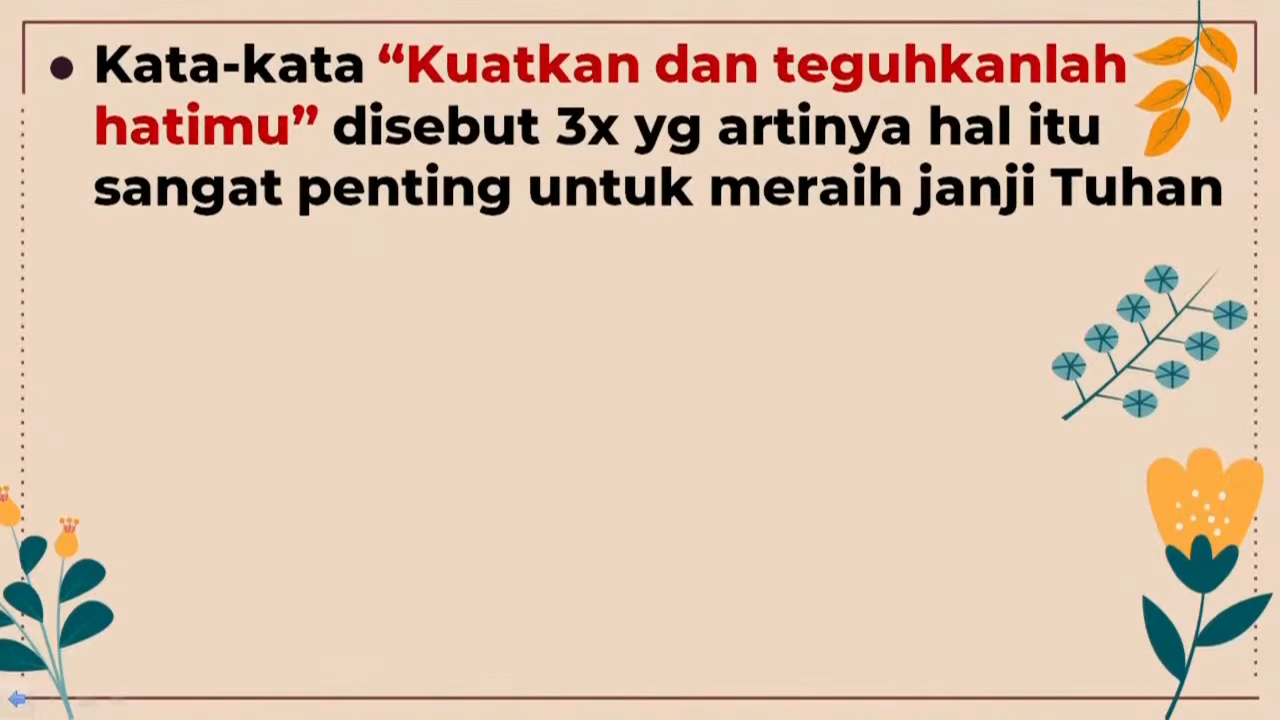 • Kata-kata “Kuatkan dan teguhkanlah
hatimu” disebut 3x yg artinya hal itu
sangat penting untuk meraih janji Tuhan